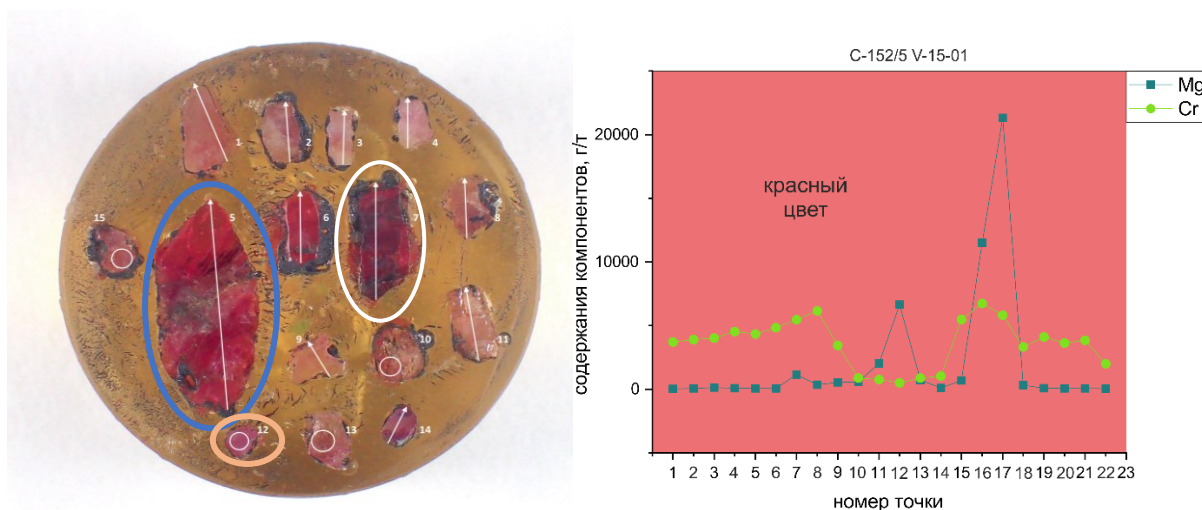 1
2
3
4
15
5
6
7
8
9
10
11
12
13
14
C-152/5 V-15-01
Mg
Cr
содержания компонентов, г/т
20000
10000
0
красный
цвет
1 2 3 4 5 6 7 8 9 10 11 12 13 14 15 16 17 18 19 20 21 22 23
номер точки